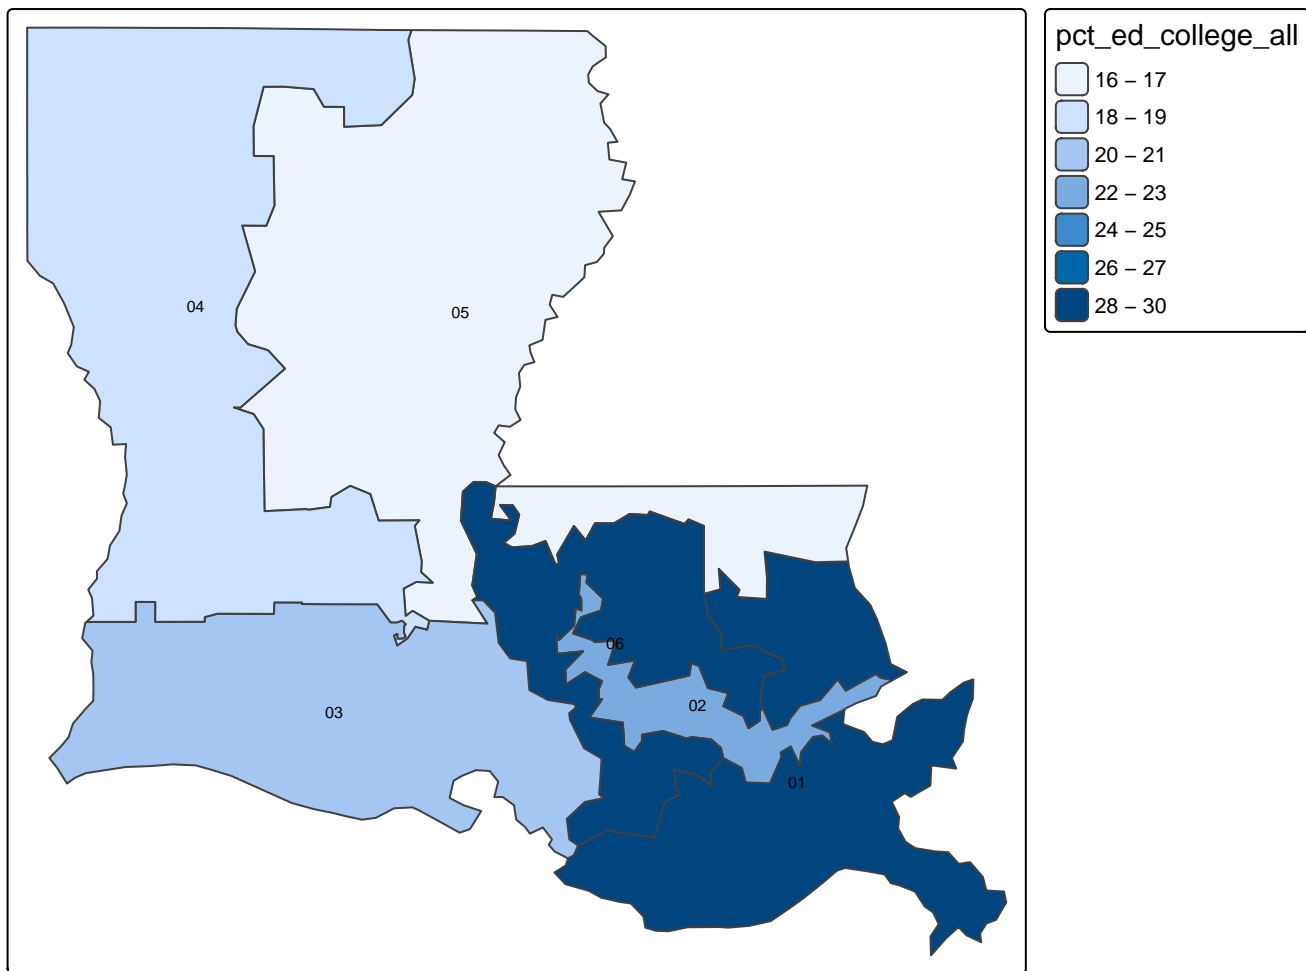 pct_ed_college_all
16 – 17
18 – 19
20 – 21
22 – 23
24 – 25
26 – 27
28 – 30
04
05
06
02
03
01